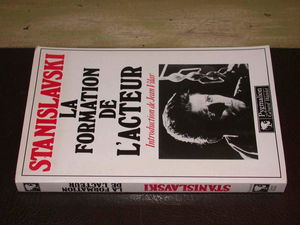 STANISLAVSKI
LA
FORMATION
DE
L'ACTEUR
Introduction de Jean Vilar
Pygmalion
LA FORMATION
DE L'ACTEUR
STANISLAVSKI